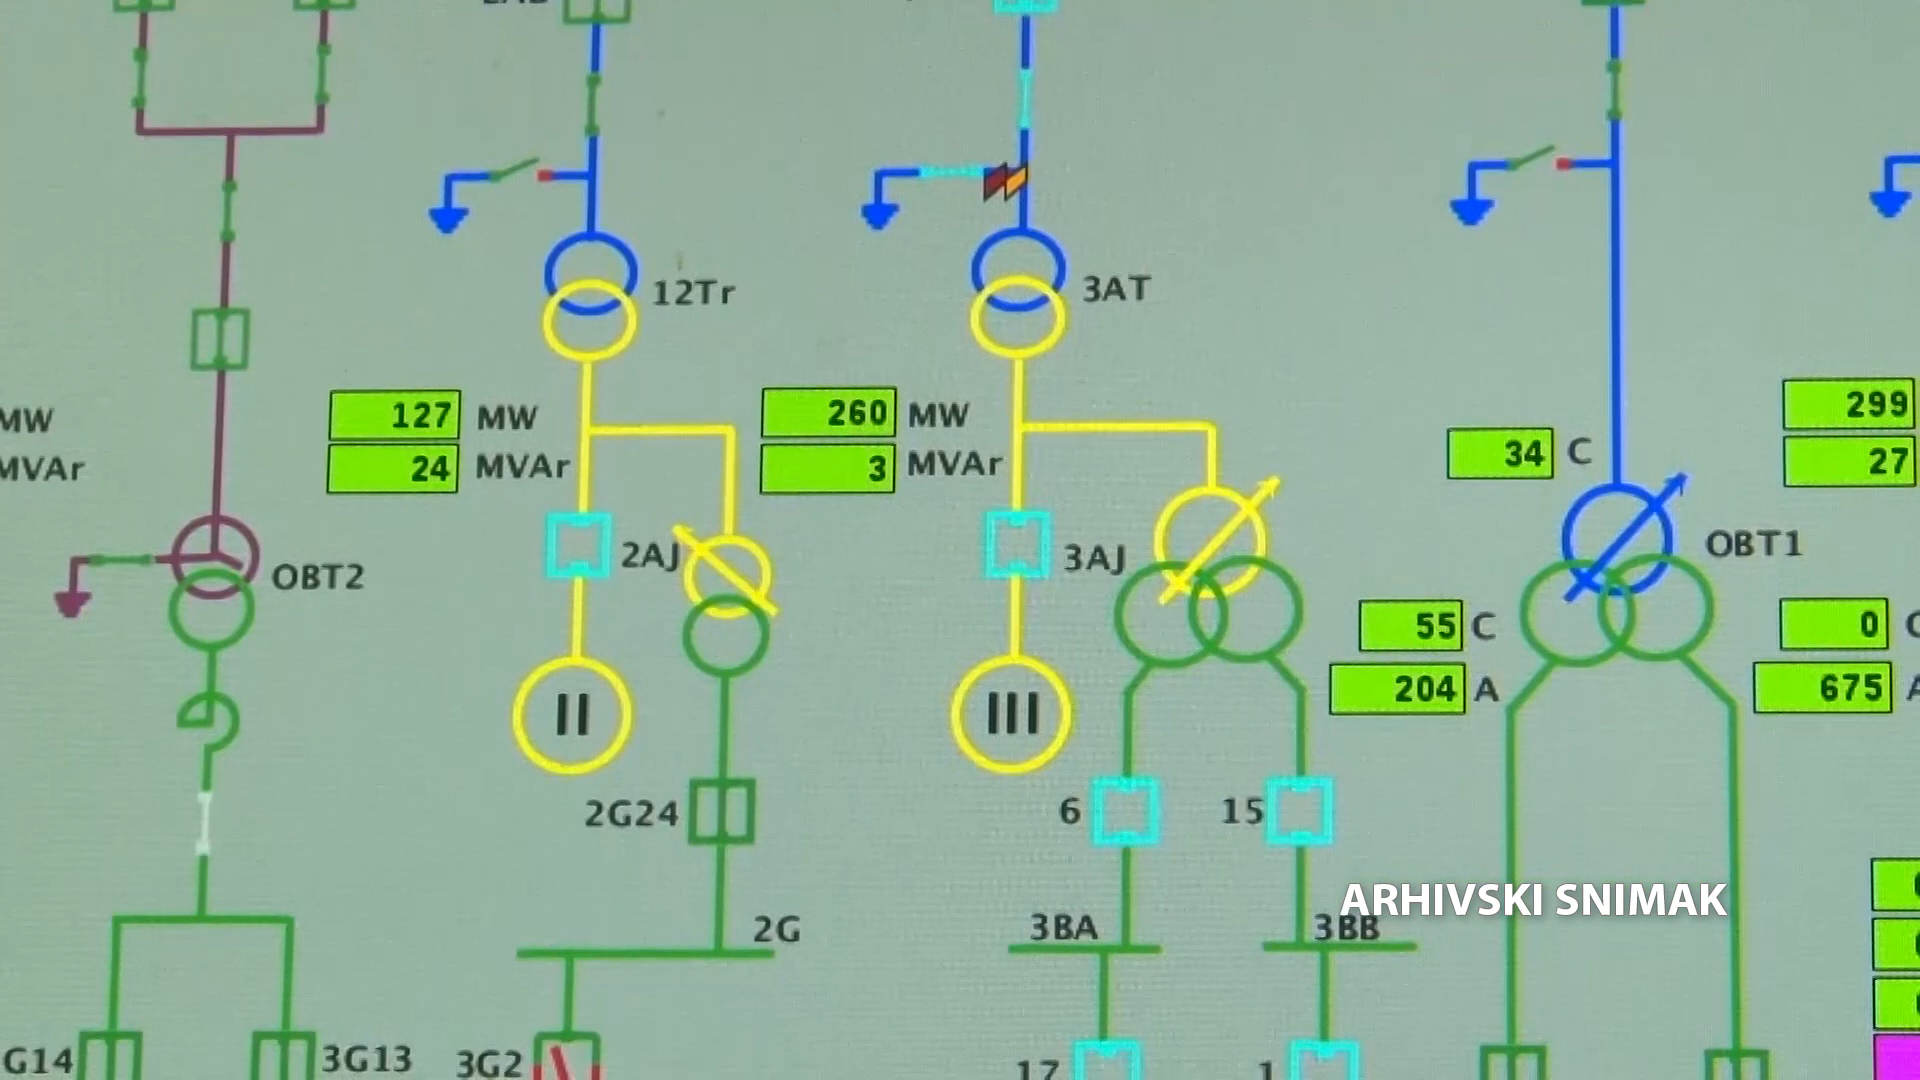 12Tr
3AT
MW
127 MW
260 MW
299
MVAr
24 MVAr
3 MVAr
34 C
27
OBT2
2AJ
3AJ
OBT1
55 C
0
204 A
675
II
III
2G24
6
15
ARHIVSKI SNIMAK
2G
3BA
3BB
G14
3G13
3G2
17
1